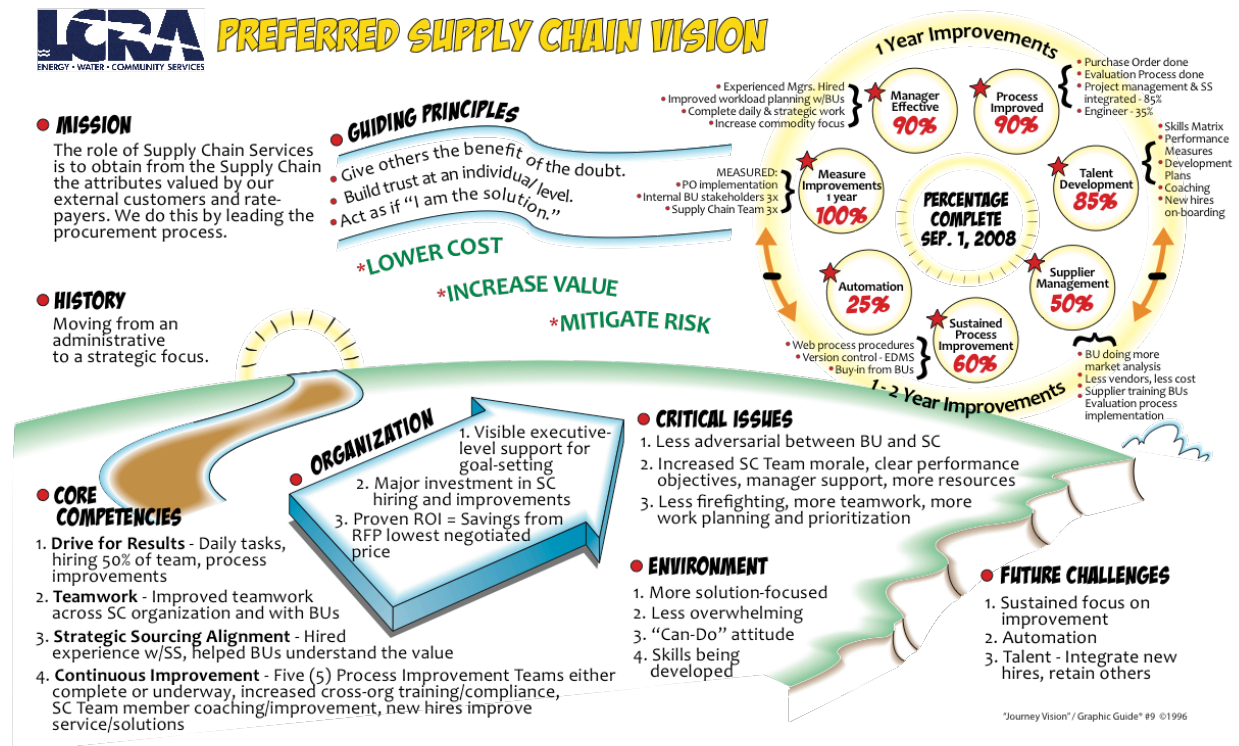 LCRA
ENERGY • WATER • COMMUNITY SERVICES
PREFERRED SUPPLY CHAIN VISION
MISSION
The role of Supply Chain Services
is to obtain from the Supply Chain
the attributes valued by our
external customers and rate-
payers. We do this by leading the
procurement process.
HISTORY
Moving from an
administrative
to a strategic focus.
GUIDING PRINCIPLES
• Give others the benefit of the doubt.
• Build trust at an individual level.
• Act as if "I am the solution."
*LOWER COST
*INCREASE VALUE
*MITIGATE RISK
1 Year Improvements
• Experienced Mgrs. Hired
• Improved workload planning w/BUs
• Complete daily & strategic work
• Increase commodity focus
Manager
Effective
90%
Process
Improved
90%
• Purchase Order done
• Evaluation Process done
• Project management & SS
integrated - 85%
• Engineer - 35%
MEASURED:
• PO implementation
• Internal BU stakeholders 3x
• Supply Chain Team 3x
Measure
Improvements
1 year
100%
Talent
Development
85%
• Skills Matrix
• Performance
Measures
• Development
Plans
• Coaching
• New hires
on-boarding
PERCENTAGE
COMPLETE
SEP. 1, 2008
Automation
25%
Supplier
Management
50%
Sustained
Process
Improvement
60%
• Web process procedures
• Version control - EDMS
• Buy-in from BUs
• BU doing more
market analysis
• Less vendors, less cost
• Supplier training BUs
• Evaluation process
implementation
1 - 2 Year Improvements
ORGANIZATION
1. Visible executive-
level support for
goal-setting
2. Major investment in SC
hiring and improvements
3. Proven ROI = Savings from
RFP lowest negotiated
price
CORE
COMPETENCIES
1. Drive for Results - Daily tasks,
hiring 50% of team, process
improvements
2. Teamwork - Improved teamwork
across SC organization and with BUs
3. Strategic Sourcing Alignment - Hired
experience w/SS, helped BUs understand the value
4. Continuous Improvement - Five (5) Process Improvement Teams either
complete or underway, increased cross-org training/compliance,
SC Team member coaching/improvement, new hires improve
service/solutions
CRITICAL ISSUES
1. Less adversarial between BU and SC
2. Increased SC Team morale, clear performance
objectives, manager support, more resources
3. Less firefighting, more teamwork, more
work planning and prioritization
ENVIRONMENT
1. More solution-focused
2. Less overwhelming
3. "Can-Do" attitude
4. Skills being
developed
FUTURE CHALLENGES
1. Sustained focus on
improvement
2. Automation
3. Talent - Integrate new
hires, retain others
"Journey Vision" / Graphic Guide* #9 ©1996